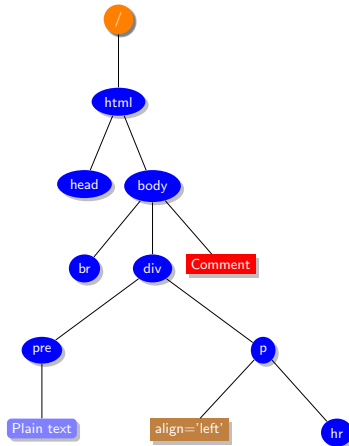 /
html
head
body
br
div
Comment
pre
p
Plain text
align='left'
hr